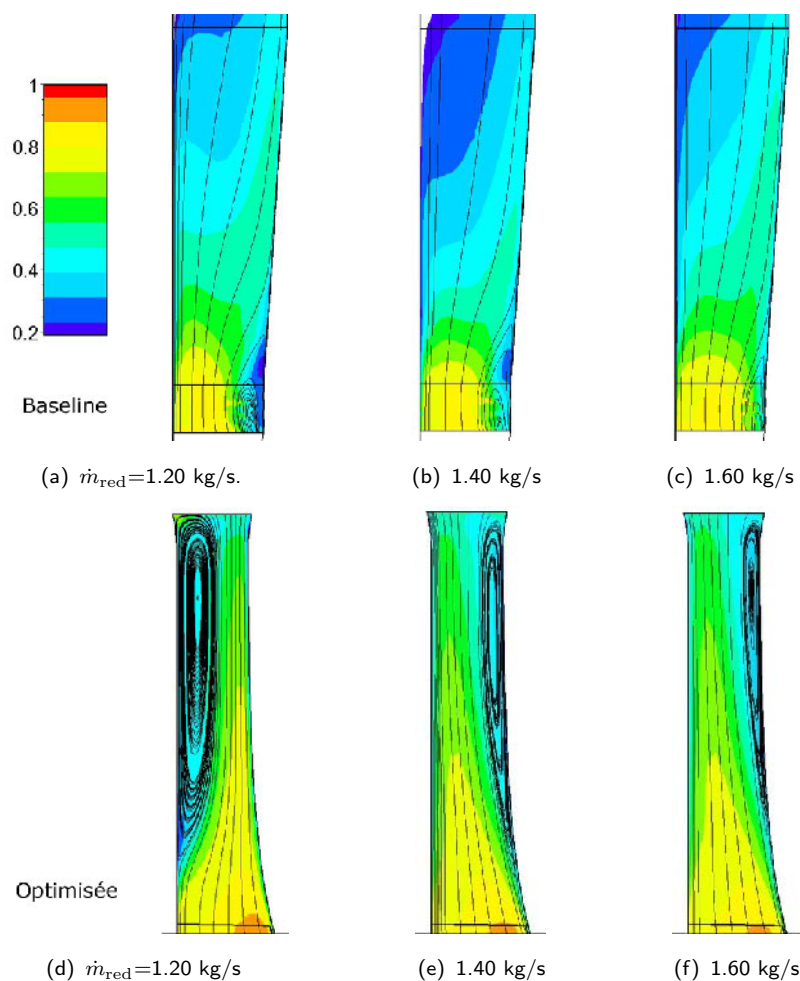 1
0.8
0.6
0.4
0.2
Baseline
(a) ṁred=1.20 kg/s.
(b) 1.40 kg/s
(c) 1.60 kg/s
Optimisée
(d) ṁred=1.20 kg/s
(e) 1.40 kg/s
(f) 1.60 kg/s